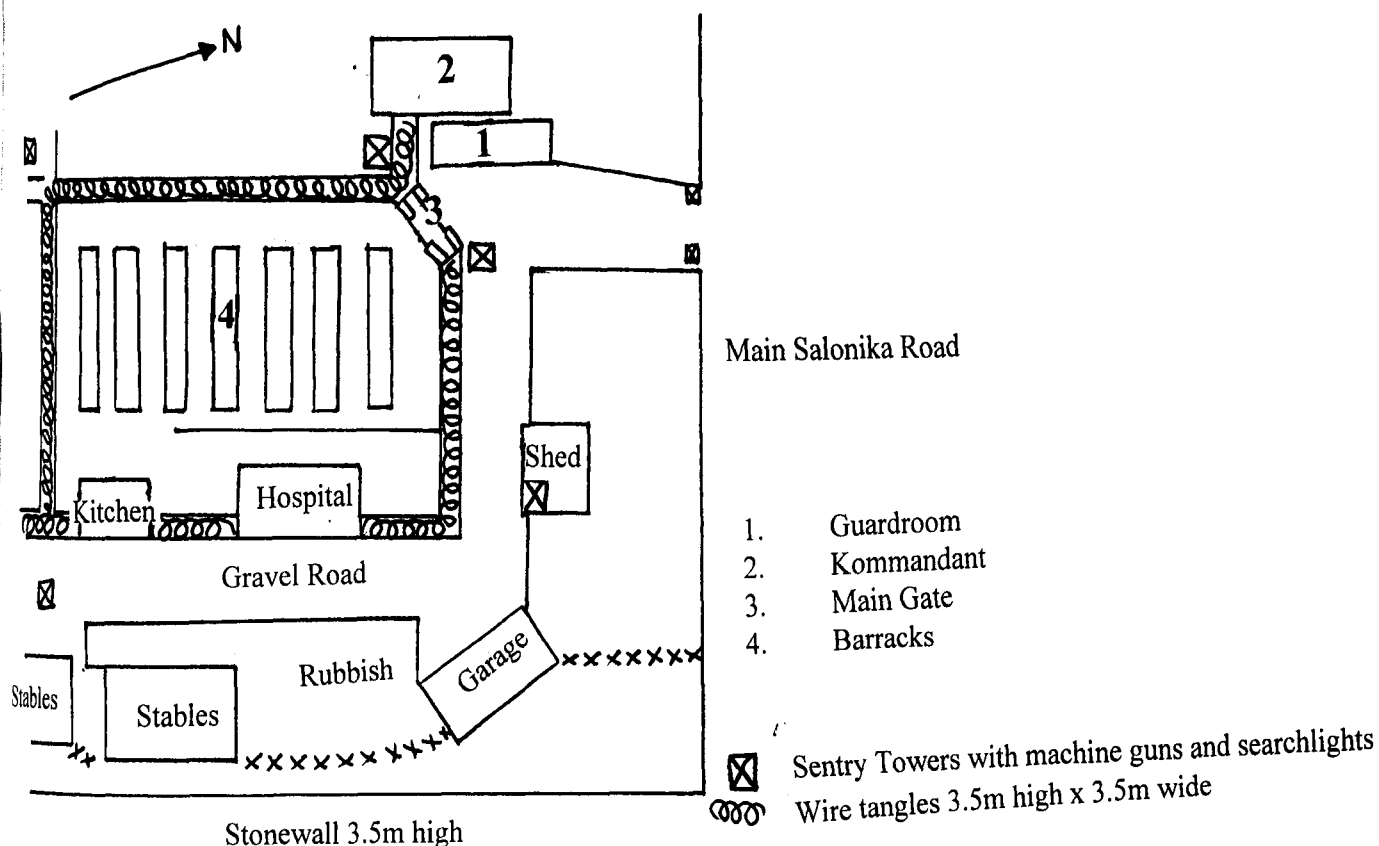 N
2
1
3
4
Main Salonika Road
Shed
Kitchen
Hospital
Gravel Road
1. Guardroom
2. Kommandant
3. Main Gate
4. Barracks
Rubbish
Garage
Stables
Stables
Sentry Towers with machine guns and searchlights
Wire tangles 3.5m high x 3.5m wide
Stonewall 3.5m high